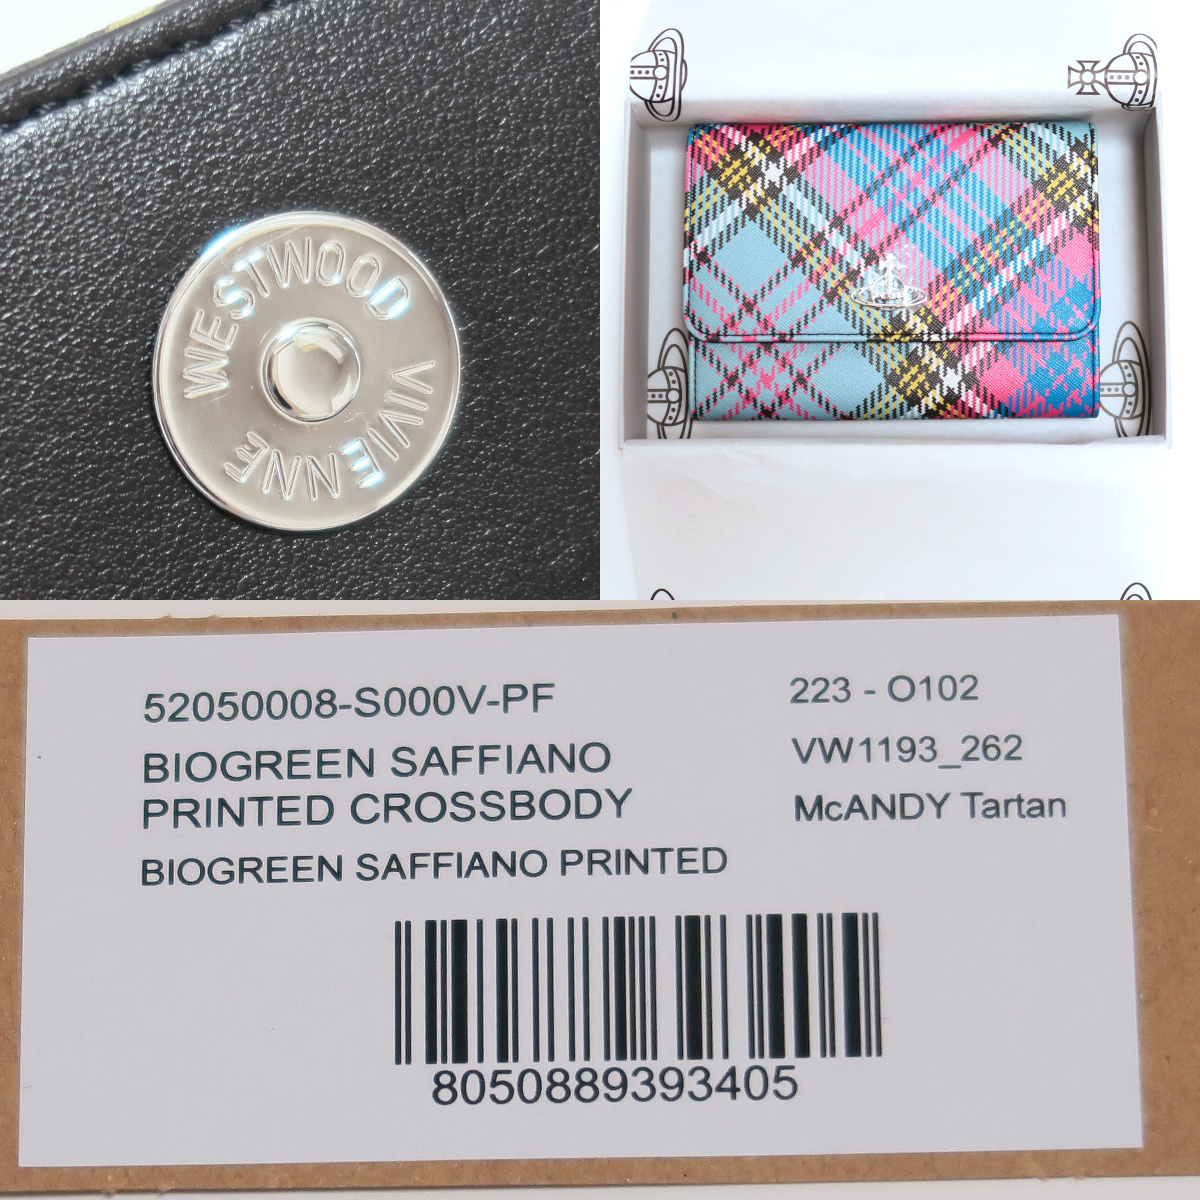 VIVIENNE WESTWOOD
52050008-S000V-PF
BIOGREEN SAFFIANO
PRINTED CROSSBODY
BIOGREEN SAFFIANO PRINTED
223 - O102
VW1193_262
McANDY Tartan
8050889393405